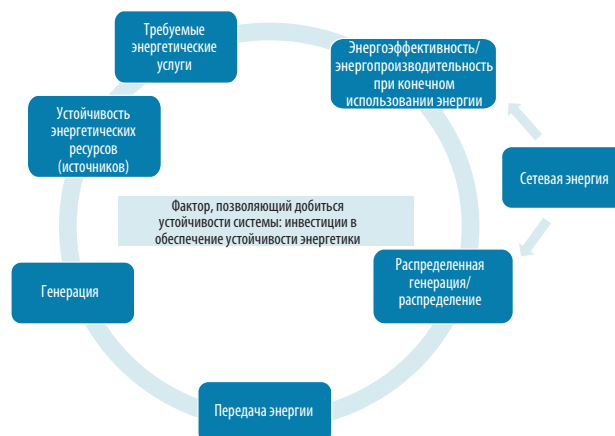 Требуемые
энергетические
услуги
Энергоэффективность/
энергопроизводительность
при конечном
использовании энергии
Устойчивость
энергетических
ресурсов
(источников)
Сетевая энергия
Фактор, позволяющий добиться
устойчивости системы: инвестиции в
обеспечение устойчивости энергетики
Генерация
Распределенная
генерация/
распределение
Передача энергии